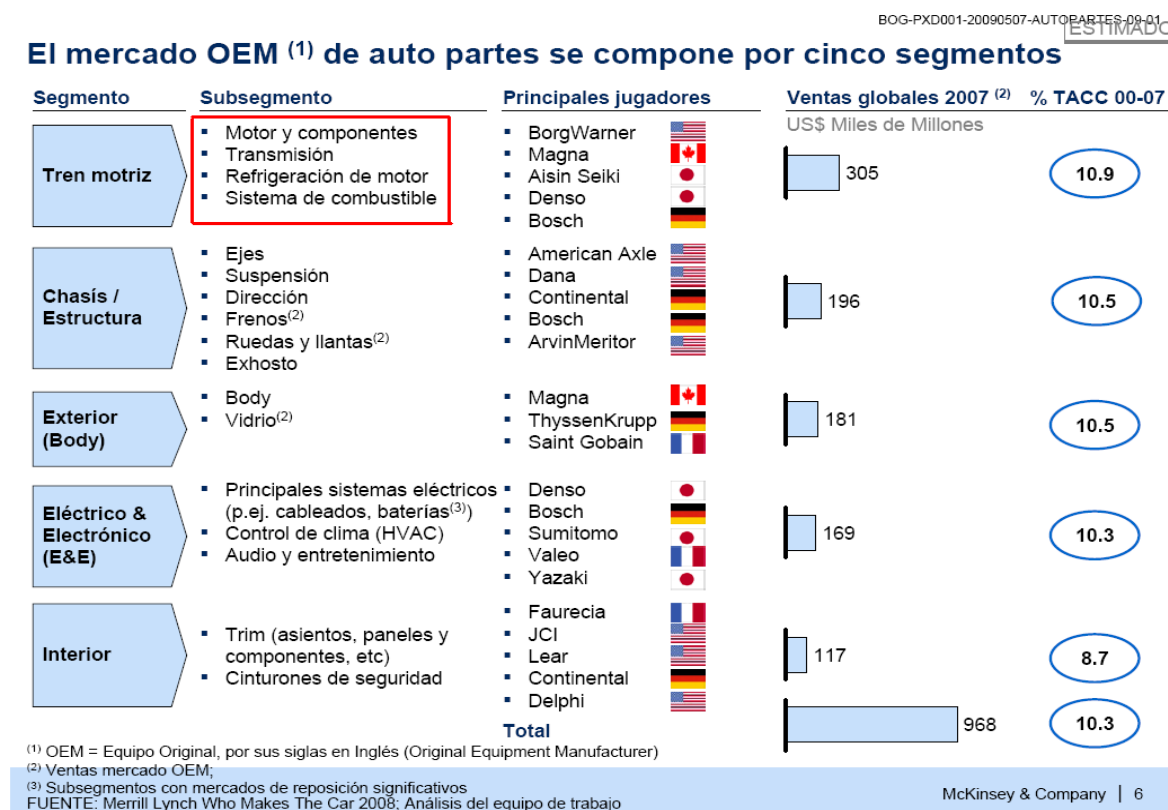 BOG-PXD001-20090507-AUTOPARTES-09-01
ESTIMADO
El mercado OEM (1) de auto partes se compone por cinco segmentos
Segmento
Subsegmento
Principales jugadores
Ventas globales 2007 (2)
% TACC 00-07
US$ Miles de Millones
Tren motriz
▪ Motor y componentes
▪ Transmisión
▪ Refrigeración de motor
▪ Sistema de combustible
▪ BorgWarner
▪ Magna
▪ Aisin Seiki
▪ Denso
▪ Bosch
305
10.9
Chasís /
Estructura
▪ Ejes
▪ Suspensión
▪ Dirección
▪ Frenos(2)
▪ Ruedas y llantas(2)
▪ Exhosto
▪ American Axle
▪ Dana
▪ Continental
▪ Bosch
▪ ArvinMeritor
196
10.5
Exterior
(Body)
▪ Body
▪ Vidrio(2)
▪ Magna
▪ ThyssenKrupp
▪ Saint Gobain
181
10.5
Eléctrico &
Electrónico
(E&E)
▪ Principales sistemas eléctricos
(p.ej. cableados, baterías(3))
▪ Control de clima (HVAC)
▪ Audio y entretenimiento
▪ Denso
▪ Bosch
▪ Sumitomo
▪ Valeo
▪ Yazaki
169
10.3
Interior
▪ Trim (asientos, paneles y
componentes, etc)
▪ Cinturones de seguridad
▪ Faurecia
▪ JCI
▪ Lear
▪ Continental
▪ Delphi
117
8.7
Total
968
10.3
(1) OEM = Equipo Original, por sus siglas en Inglés (Original Equipment Manufacturer)
(2) Ventas mercado OEM;
(3) Subsegmentos con mercados de reposición significativos
FUENTE: Merrill Lynch Who Makes The Car 2008; Análisis del equipo de trabajo
McKinsey & Company | 6